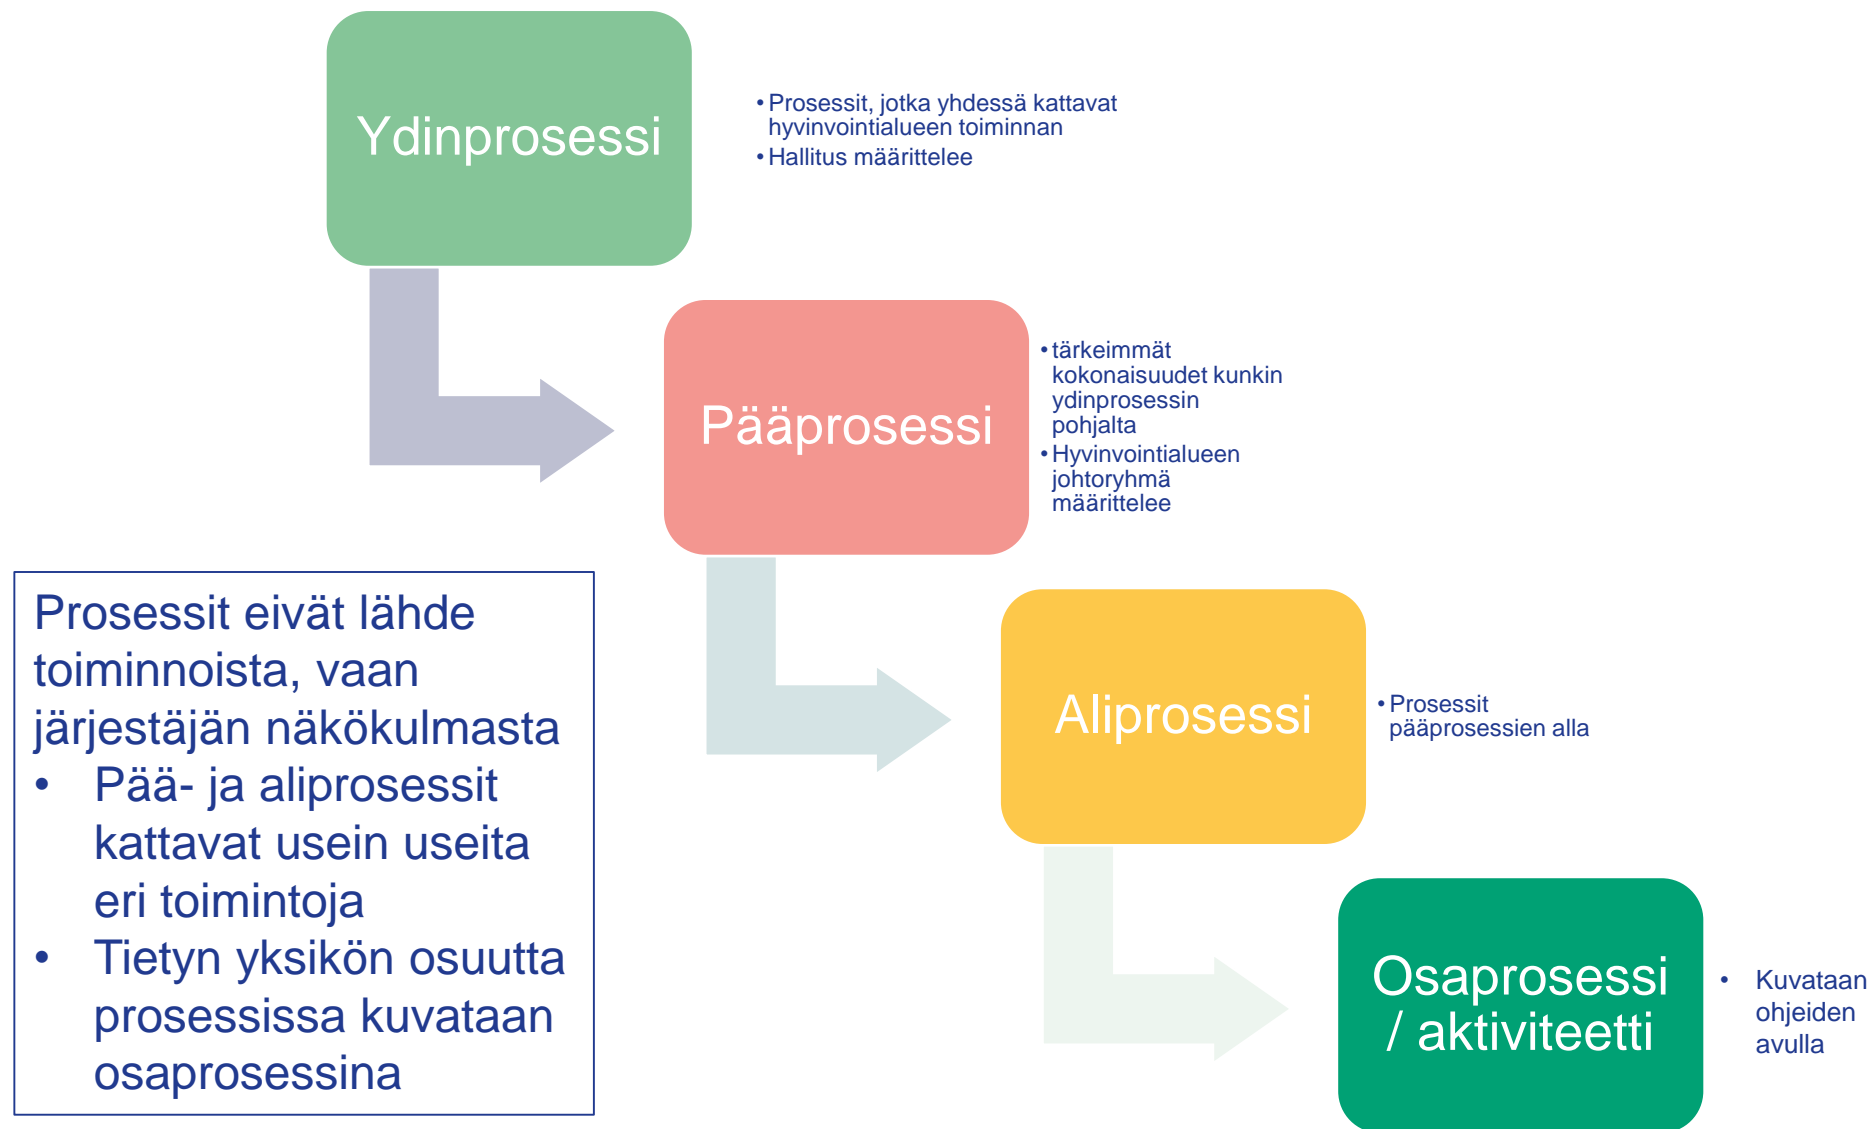 Ydinprosessi
• Prosessit, jotka yhdessä kattavat
hyvinvointialueen toiminnan
• Hallitus määrittelee
Pääprosessi
• tärkeimmät
kokonaisuudet kunkin
ydinprosessin
pohjalta
• Hyvinvointialueen
johtoryhmä
määrittelee
Prosessit eivät lähde
toiminnoista, vaan
järjestäjän näkökulmasta
• Pää- ja aliprosessit
kattavat usein useita
eri toimintoja
• Tietyn yksikön osuutta
prosessissa kuvataan
osaprosessina
Aliprosessi
• Prosessit
pääprosessien alla
Osaprosessi
/ aktiviteetti
• Kuvataan
ohjeiden
avulla